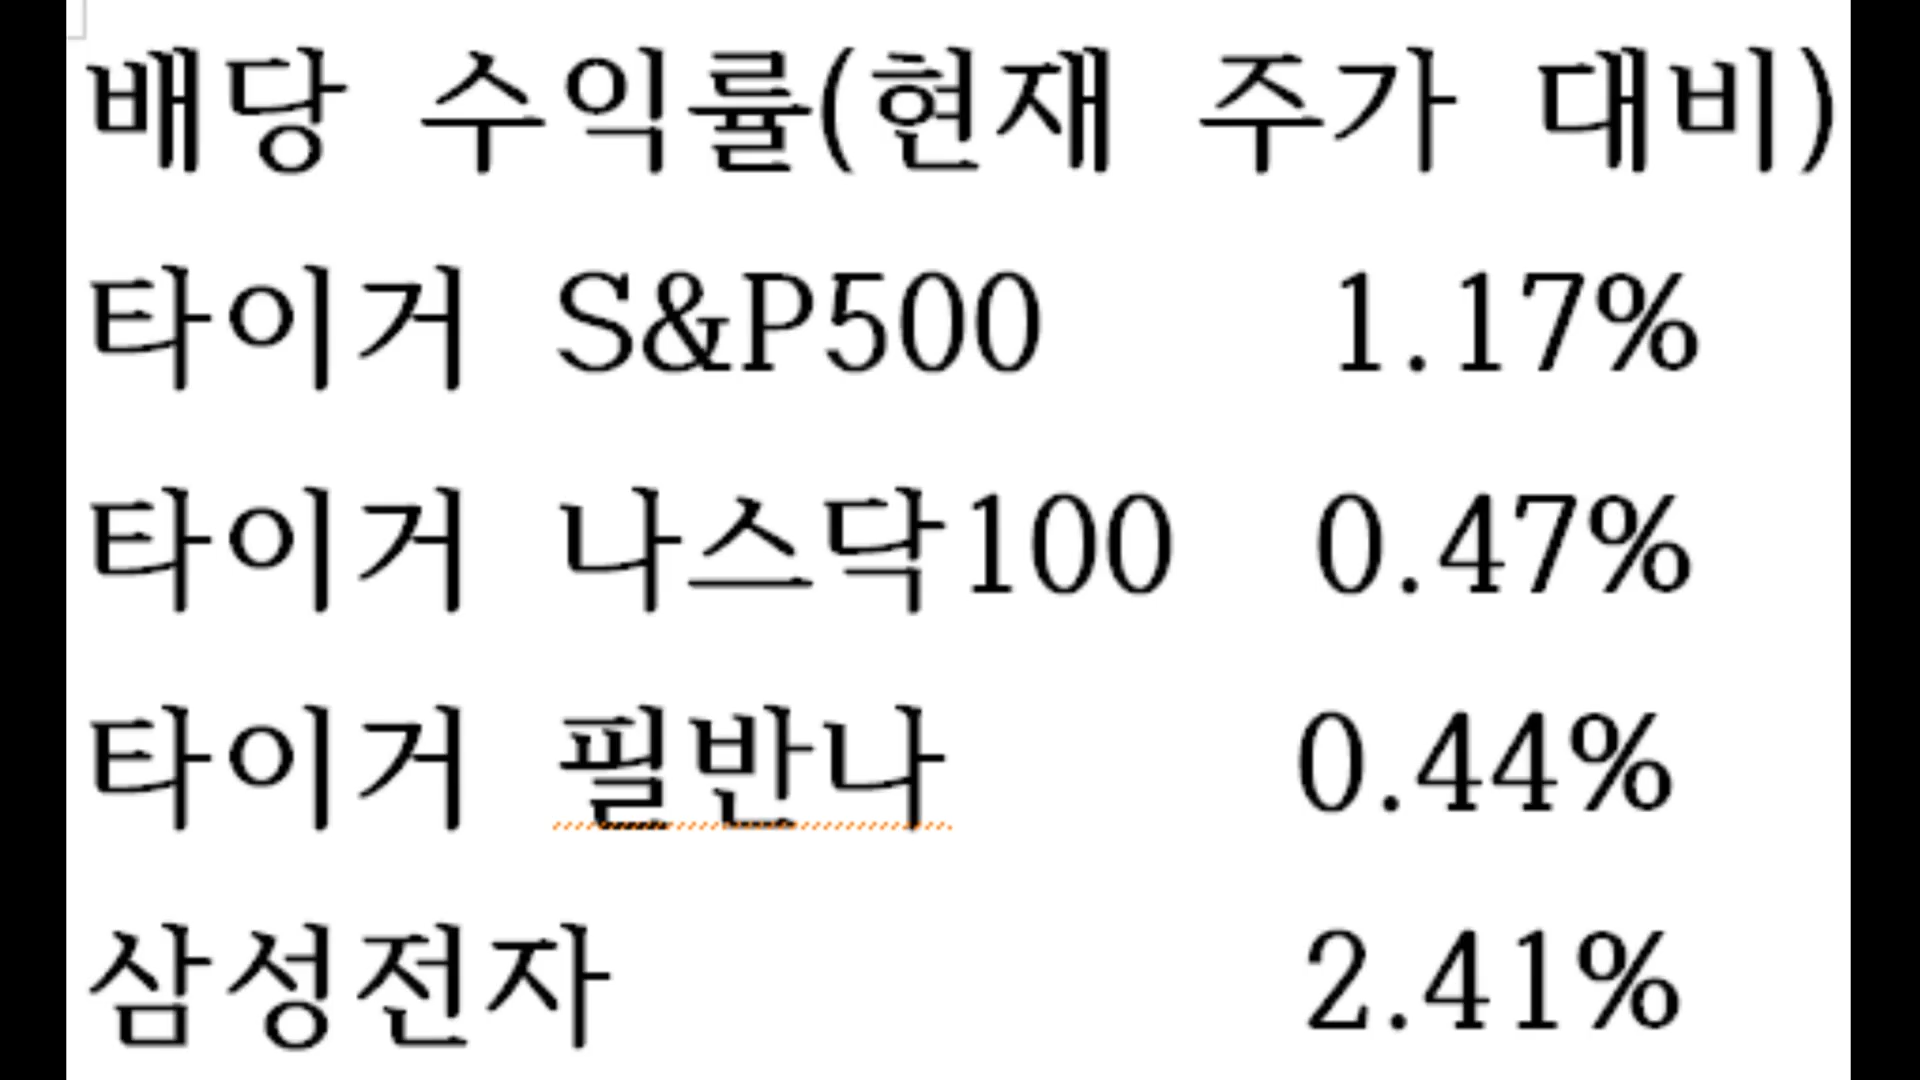 배당 수익률(현재 주가 대비)
타이거 S&P500 1.17%
타이거 나스닥100 0.47%
타이거 필반나 0.44%
삼성전자 2.41%